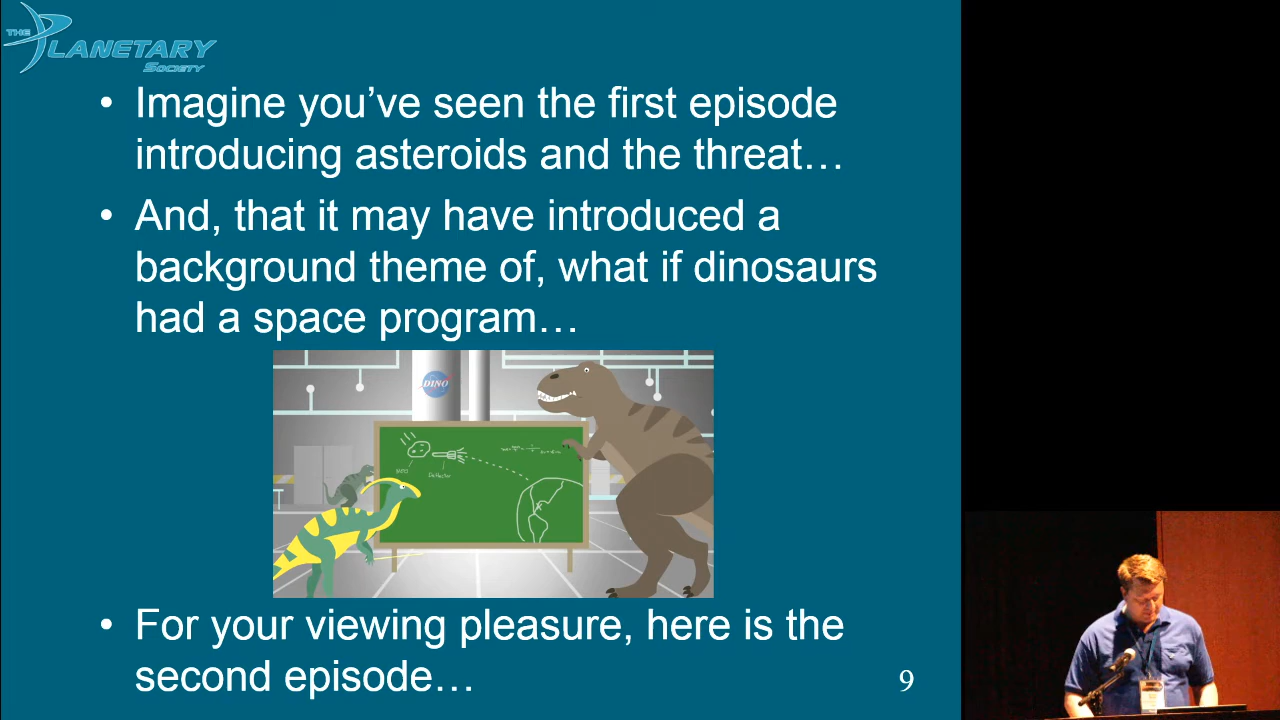 THE
PLANETARY
SOCIETY
• Imagine you’ve seen the first episode
introducing asteroids and the threat…
• And, that it may have introduced a
background theme of, what if dinosaurs
had a space program…
DINO
NEO
Deflector
• For your viewing pleasure, here is the
second episode…
9